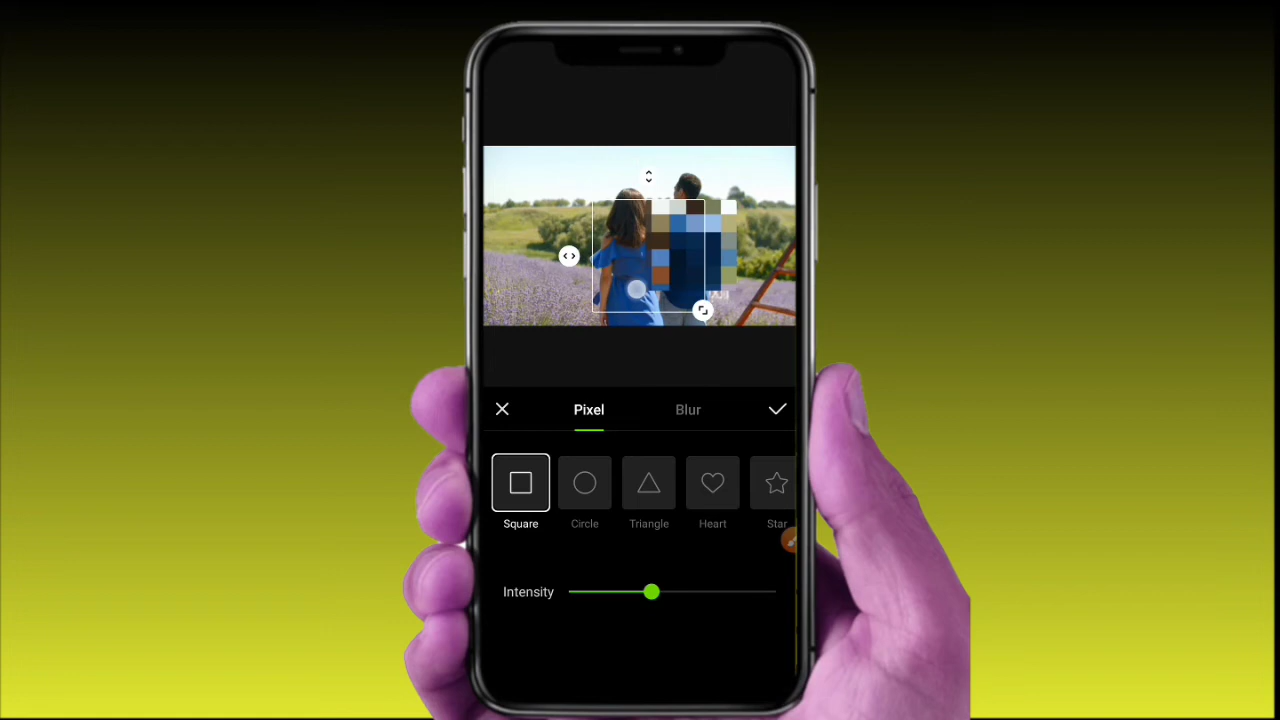 Pixel
Blur
Square
Circle
Triangle
Heart
Star
Intensity